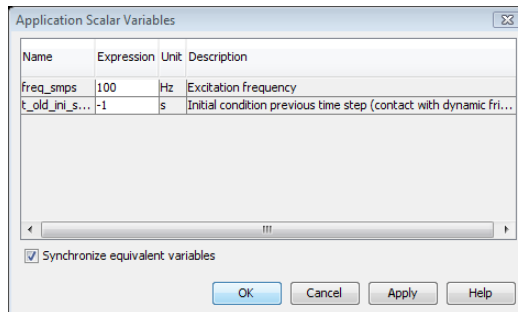 Application Scalar Variables
Name Expression Unit Description
freq_smps 100 Hz Excitation frequency
t_old_ini_s... -1 s Initial condition previous time step (contact with dynamic fri...
Synchronize equivalent variables
OK Cancel Apply Help